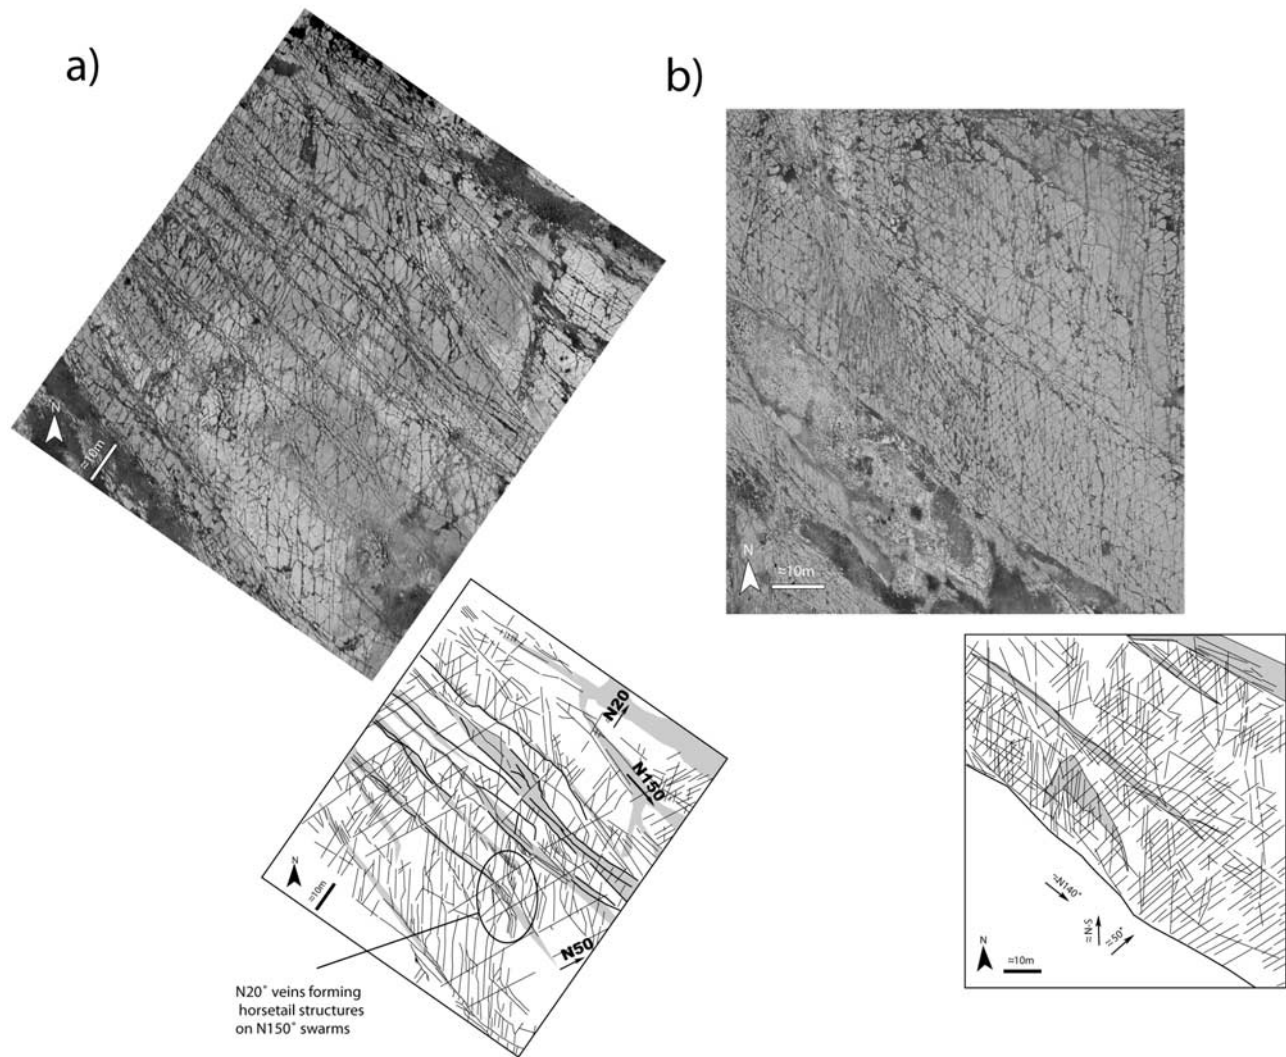 a)
b)
N
≈10m
N
≈10m
N20
N150
N50
N
≈10m
N20° veins forming
horsetail structures
on N150° swarms
≈N140°
≈N-S
≈50°
N
≈10m